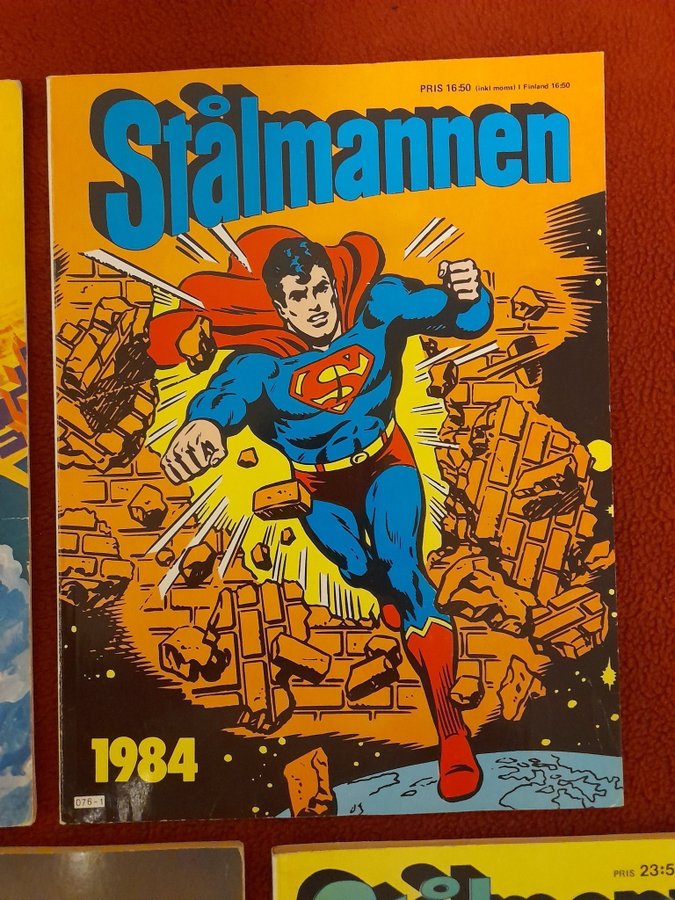 PRIS 16:50 (inkl moms) I Finland 16:50
Stålmannen
S
1984
076-1
PRIS 23:5